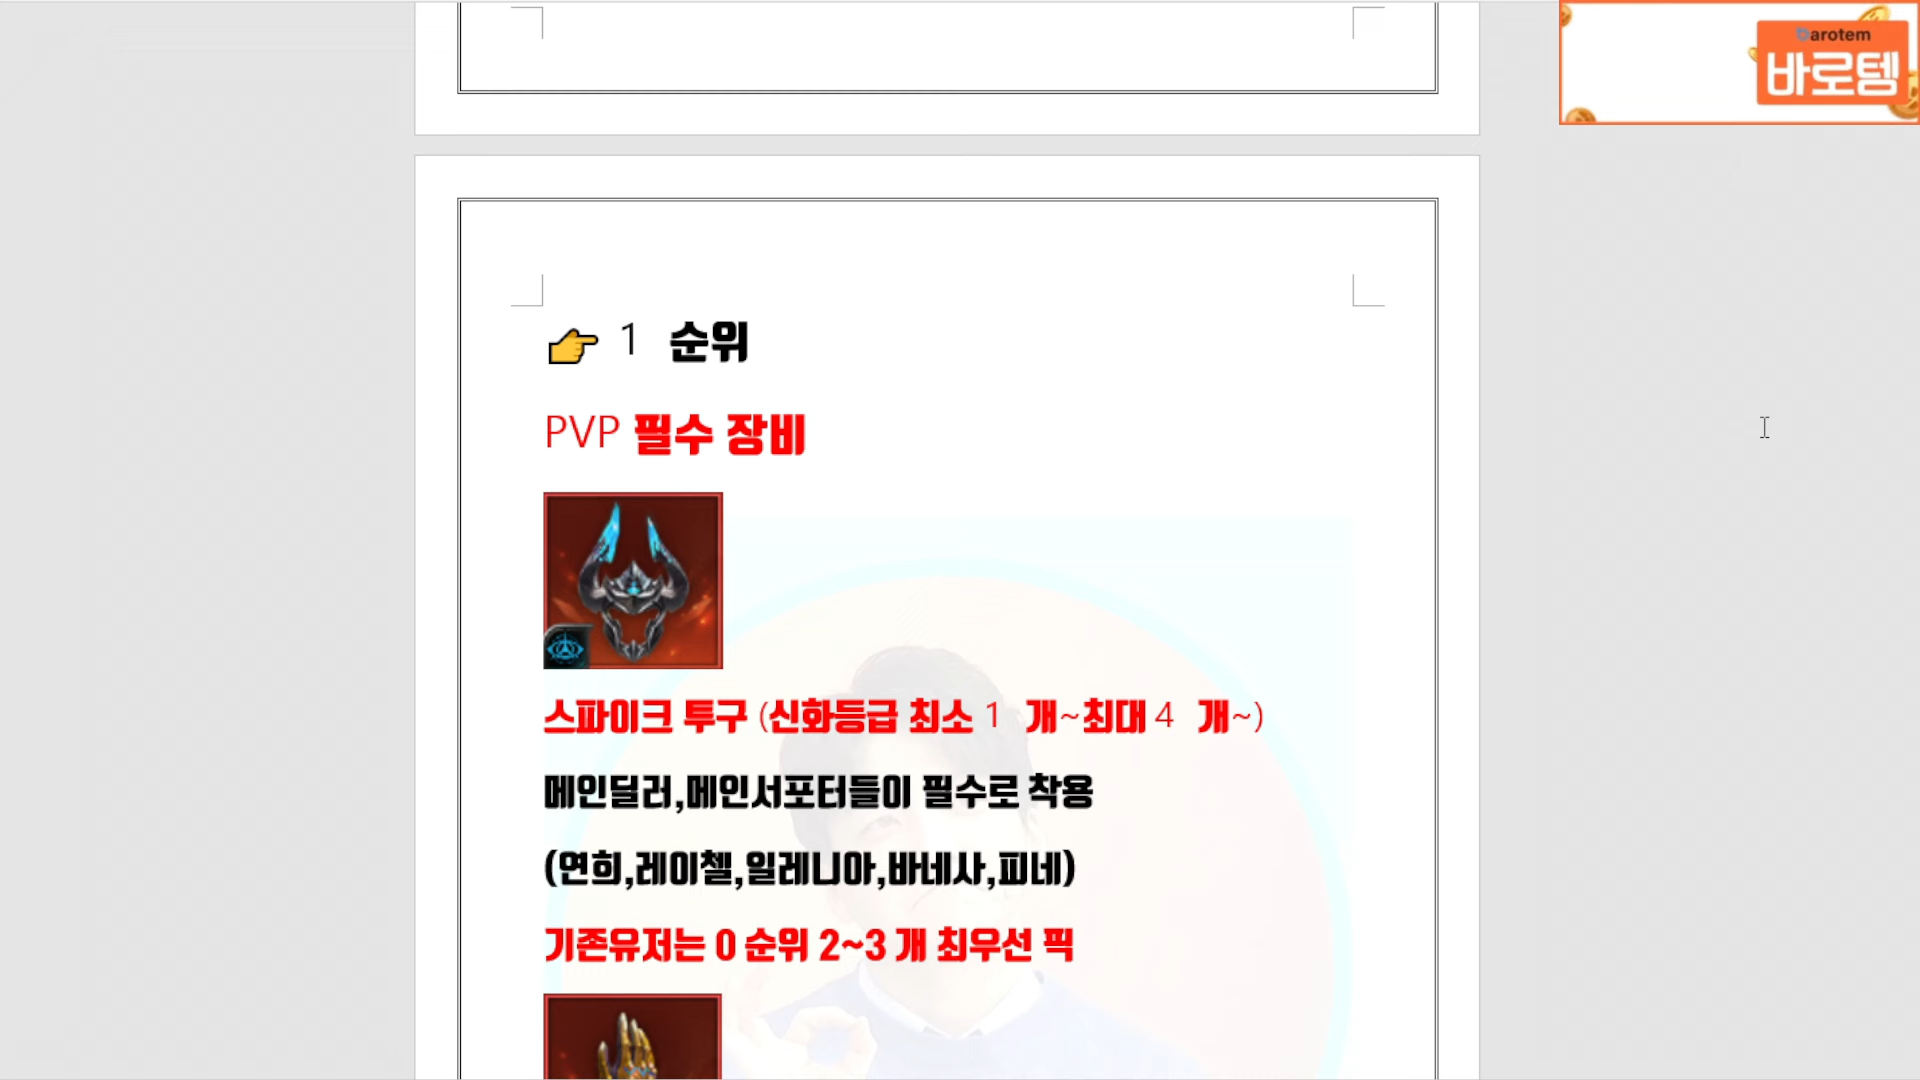 barotem
바로템
👉 1 순위
PVP 필수 장비
스파이크 투구 (신화등급 최소 1 개~최대 4 개~)
메인딜러,메인서포터들이 필수로 착용
(연희,레이첼,일레니아,바네사,피네)
기존유저는 0 순위 2~3 개 최우선 픽